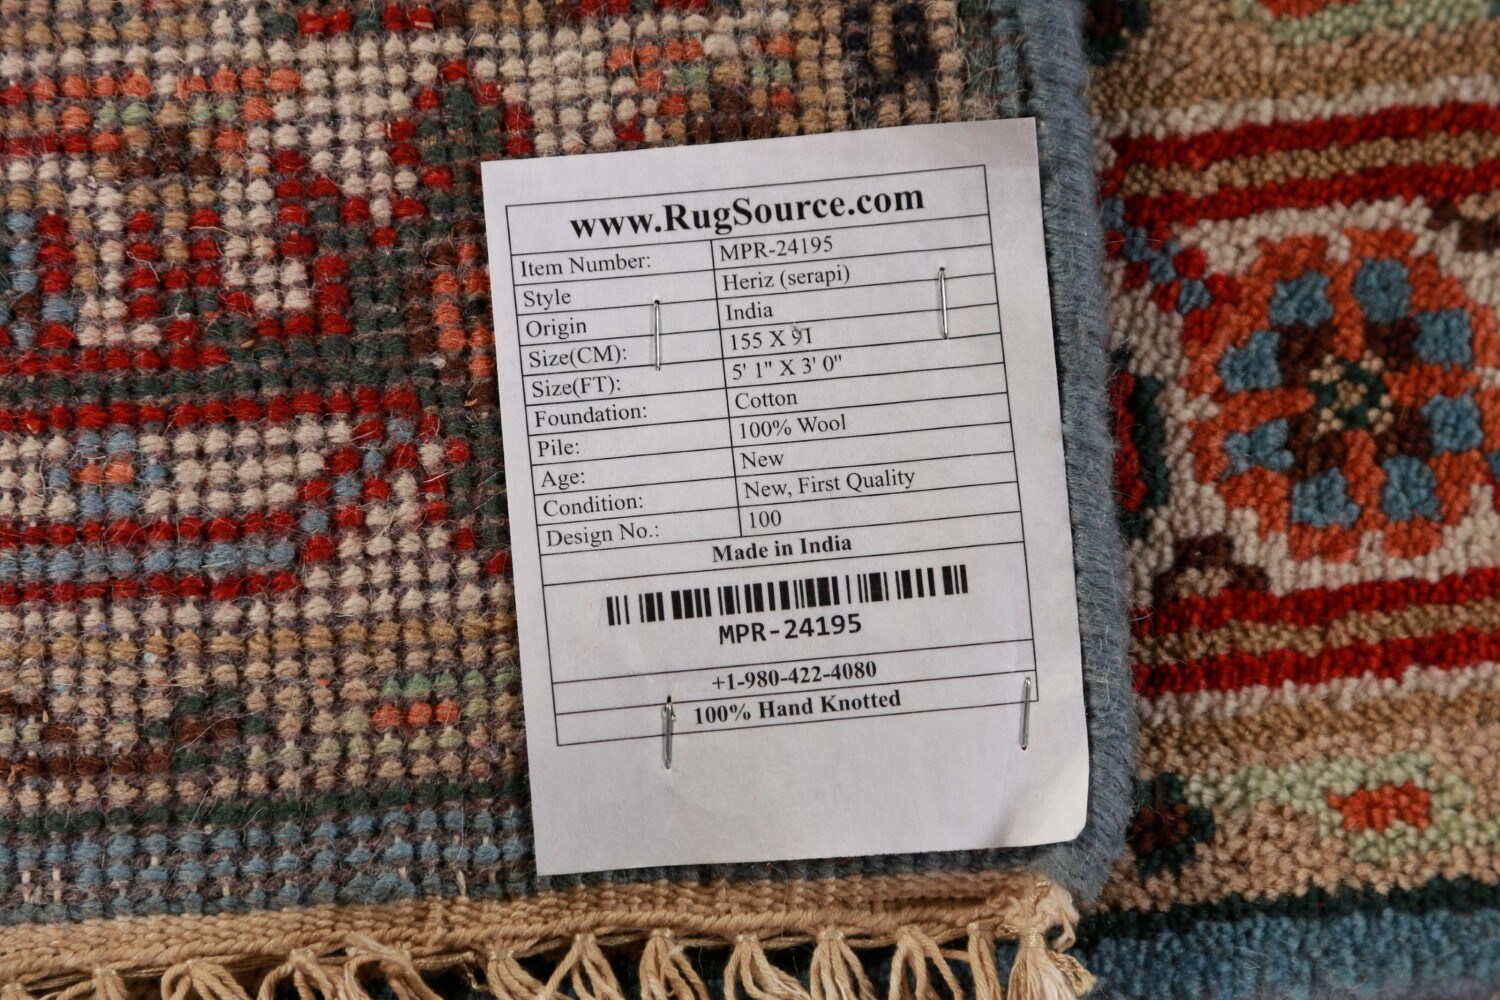 www.RugSource.com
Item Number: MPR-24195
Style Heriz (serapi)
Origin India
Size(CM): 155 X 91
Size(FT): 5' 1" X 3' 0"
Foundation: Cotton
Pile: 100% Wool
Age: New
Condition: New, First Quality
Design No.: 100
Made in India
MPR-24195
+1-980-422-4080
100% Hand Knotted